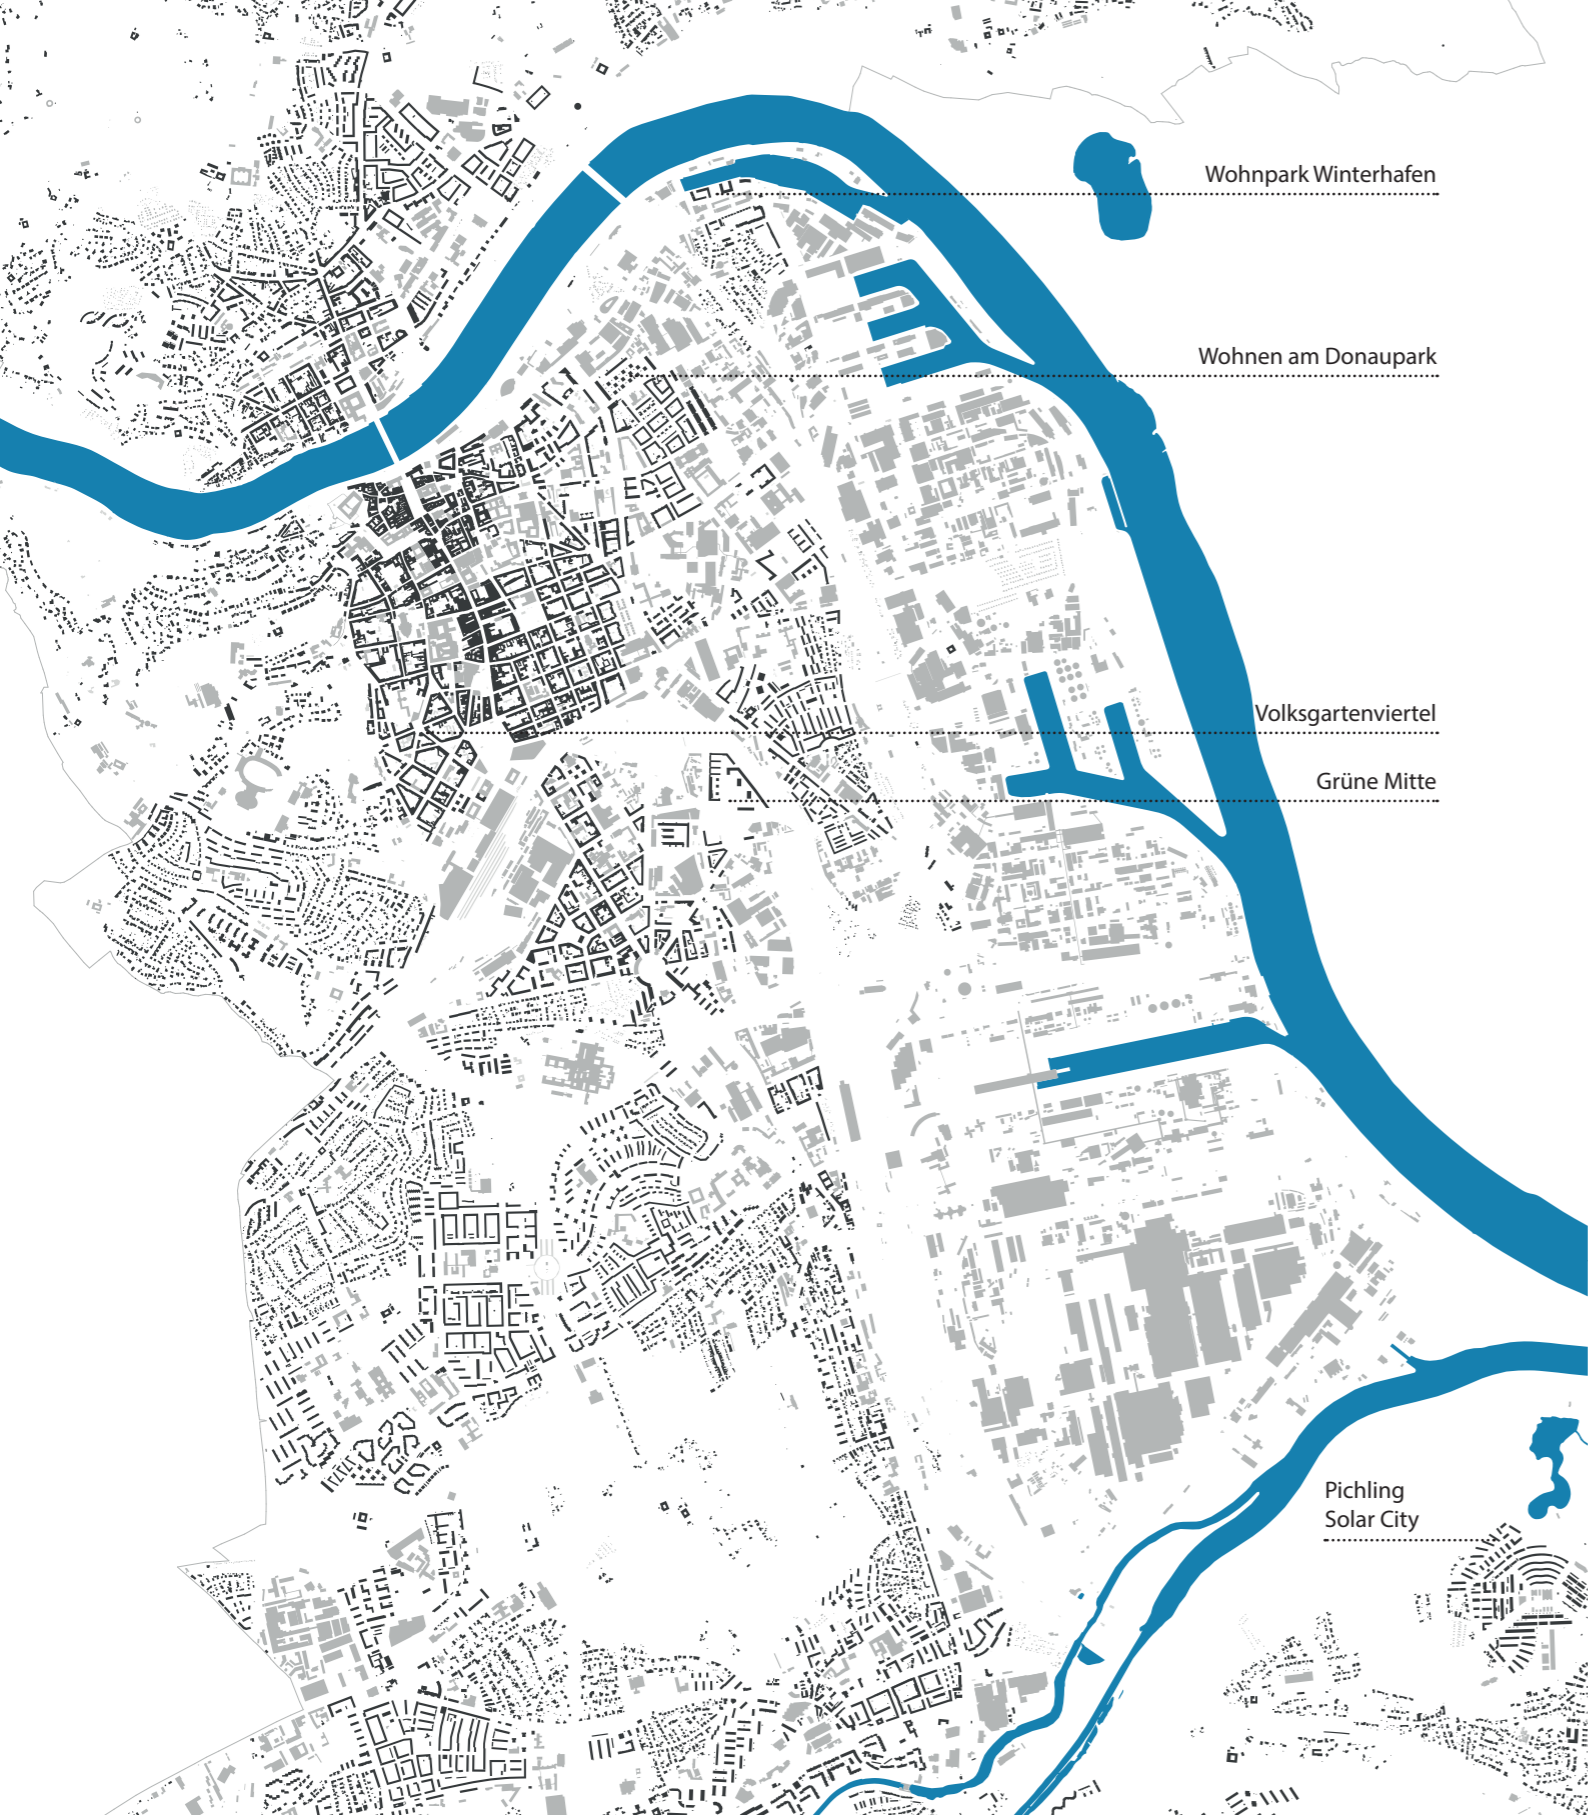 Wohnpark Winterhafen
Wohnen am Donaupark
Volksgartenviertel
Grüne Mitte
Pichling
Solar City